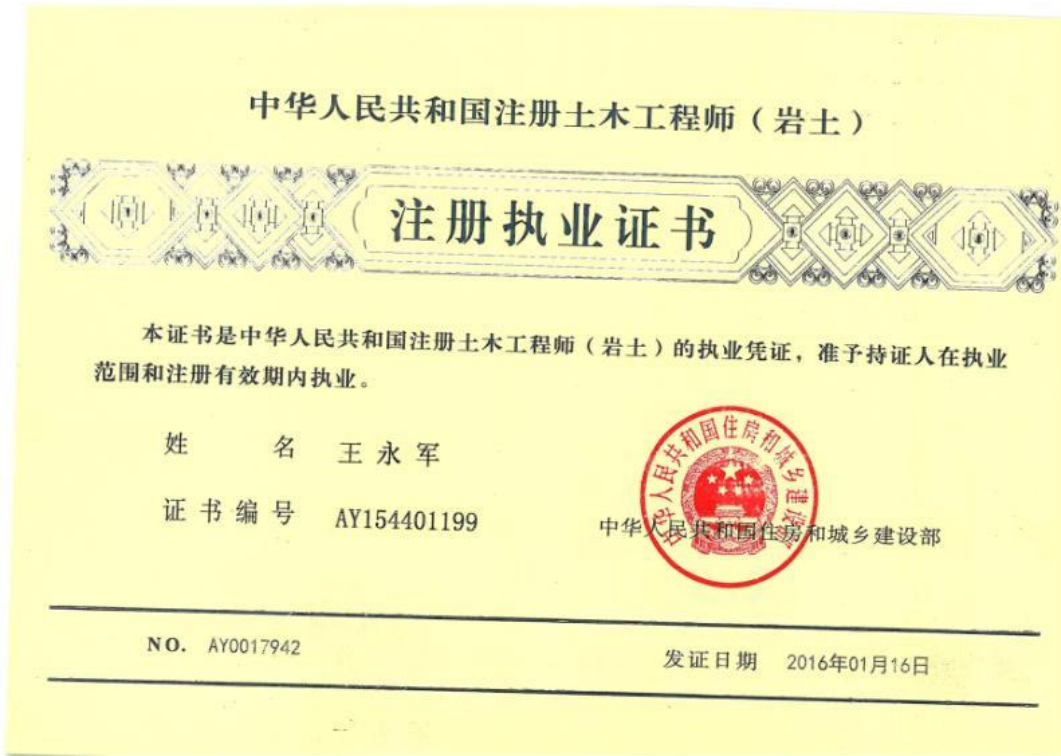 中华人民共和国注册土木工程师（岩土）
注册执业证书
本证书是中华人民共和国注册土木工程师（岩土）的执业凭证，准予持证人在执业
范围和注册有效期内执业。
姓名 王永军
证书编号 AY154401199
中华人民共和国住房和城乡建设部
中华人民共和国住房和城乡建设部
NO. AY0017942
发证日期 2016年01月16日